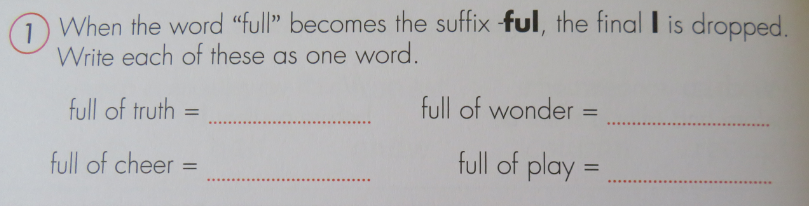 1 When the word “full” becomes the suffix -ful, the final l is dropped.
Write each of these as one word.
full of truth = ........................ full of wonder = ........................
full of cheer = ........................ full of play = ........................